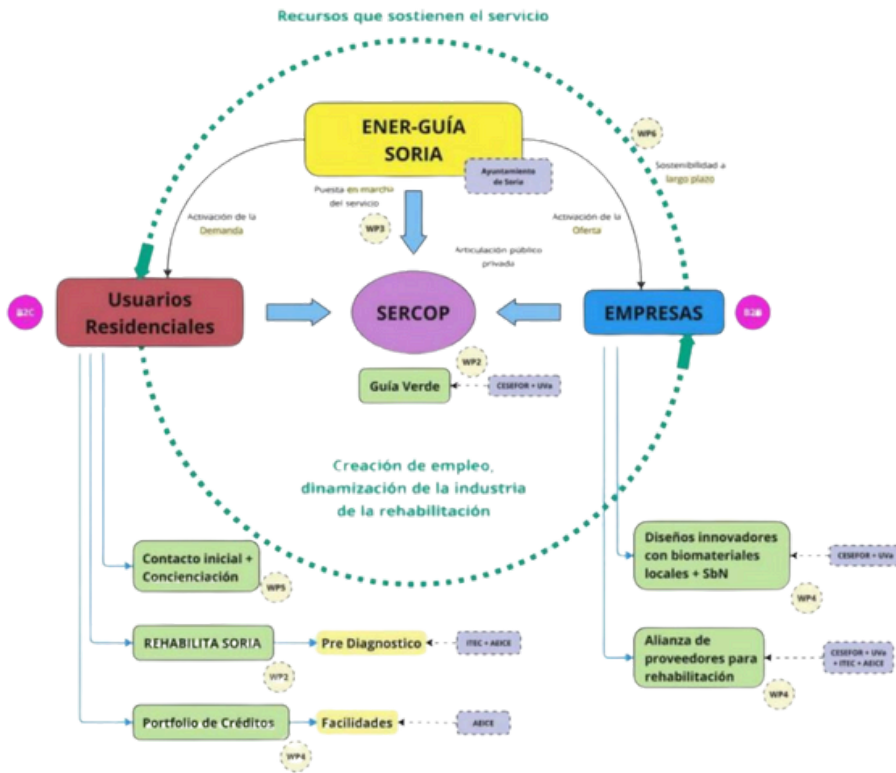 Recursos que sostienen el servicio
ENER-GUÍA
SORIA
Ayuntamiento
de Soria
WP6
Sostenibilidad a
largo plazo
Puesta en marcha
del servicio
WP3
Activación de la
Demanda
Activación de la
Oferta
Articulación público
privada
B2C
Usuarios
Residenciales
SERCOP
EMPRESAS
B2B
WP2
Guía Verde
CESEFOR + UVa
Creación de empleo,
dinamización de la industria
de la rehabilitación
Contacto inicial +
Concienciación
WP5
Diseños innovadores
con biomateriales
locales + SbN
CESEFOR + UVa
WP4
REHABILITA SORIA
Pre Diagnostico
ITEC + AEICE
WP2
Alianza de
proveedores para
rehabilitación
CESEFOR + UVa
+ ITEC + AEICE
WP4
Portfolio de Créditos
Facilidades
AEICE